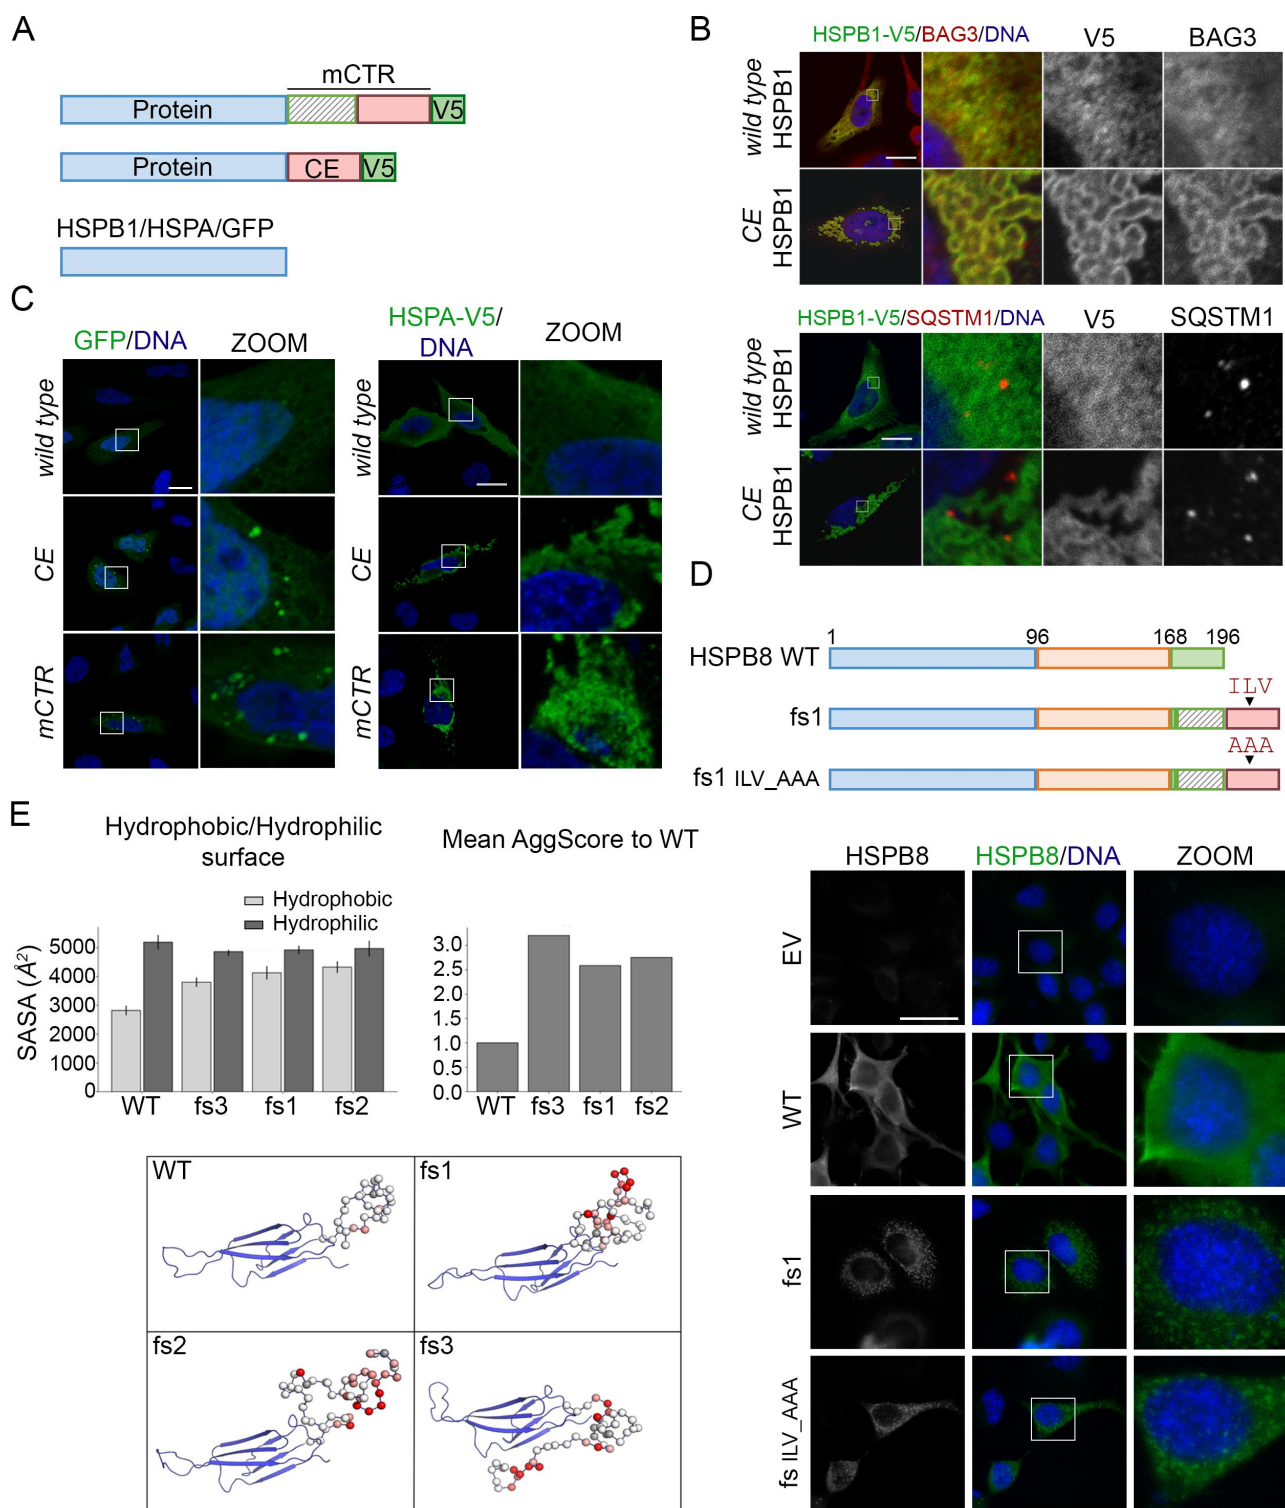 A
mCTR
Protein
V5
Protein
CE
V5
HSPB1/HSPA/GFP
B
HSPB1-V5/BAG3/DNA
V5
BAG3
wild type
HSPB1
CE
HSPB1
HSPB1-V5/SQSTM1/DNA
V5
SQSTM1
wild type
HSPB1
CE
HSPB1
C
GFP/DNA
ZOOM
HSPA-V5/
DNA
ZOOM
wild type
CE
mCTR
wild type
CE
mCTR
D
1
96
168
196
HSPB8 WT
ILV
fs1
AAA
fs1 ILV_AAA
HSPB8
HSPB8/DNA
ZOOM
EV
WT
fs1
fs ILV_AAA
E
Hydrophobic/Hydrophilic
surface
Hydrophobic
Hydrophilic
SASA (Å2)
5000
4000
3000
2000
1000
0
WT
fs3
fs1
fs2
Mean AggScore to WT
3.0
2.5
2.0
1.5
1.0
0.5
0.0
WT
fs3
fs1
fs2
WT
fs1
fs2
fs3